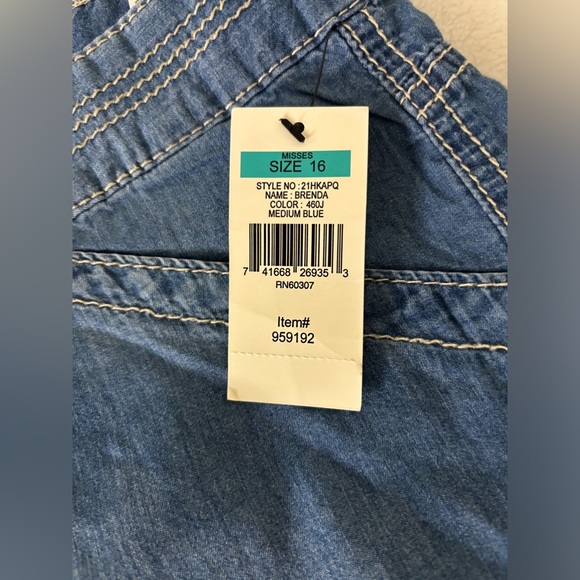 MISSES
SIZE 16
STYLE NO : 21HKAPQ
NAME : BRENDA
COLOR : 460J
MEDIUM BLUE
7 41668 26935 3
RN60307
Item#
959192